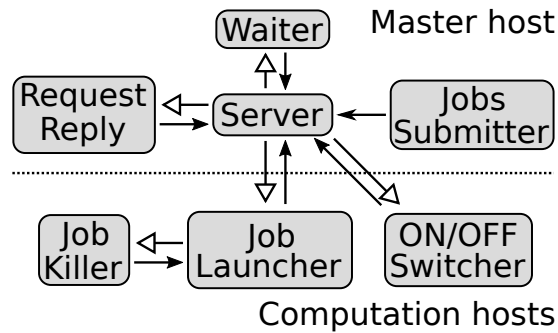 Waiter
Master host
Request
Reply
Server
Jobs
Submitter
Job
Killer
Job
Launcher
ON/OFF
Switcher
Computation hosts